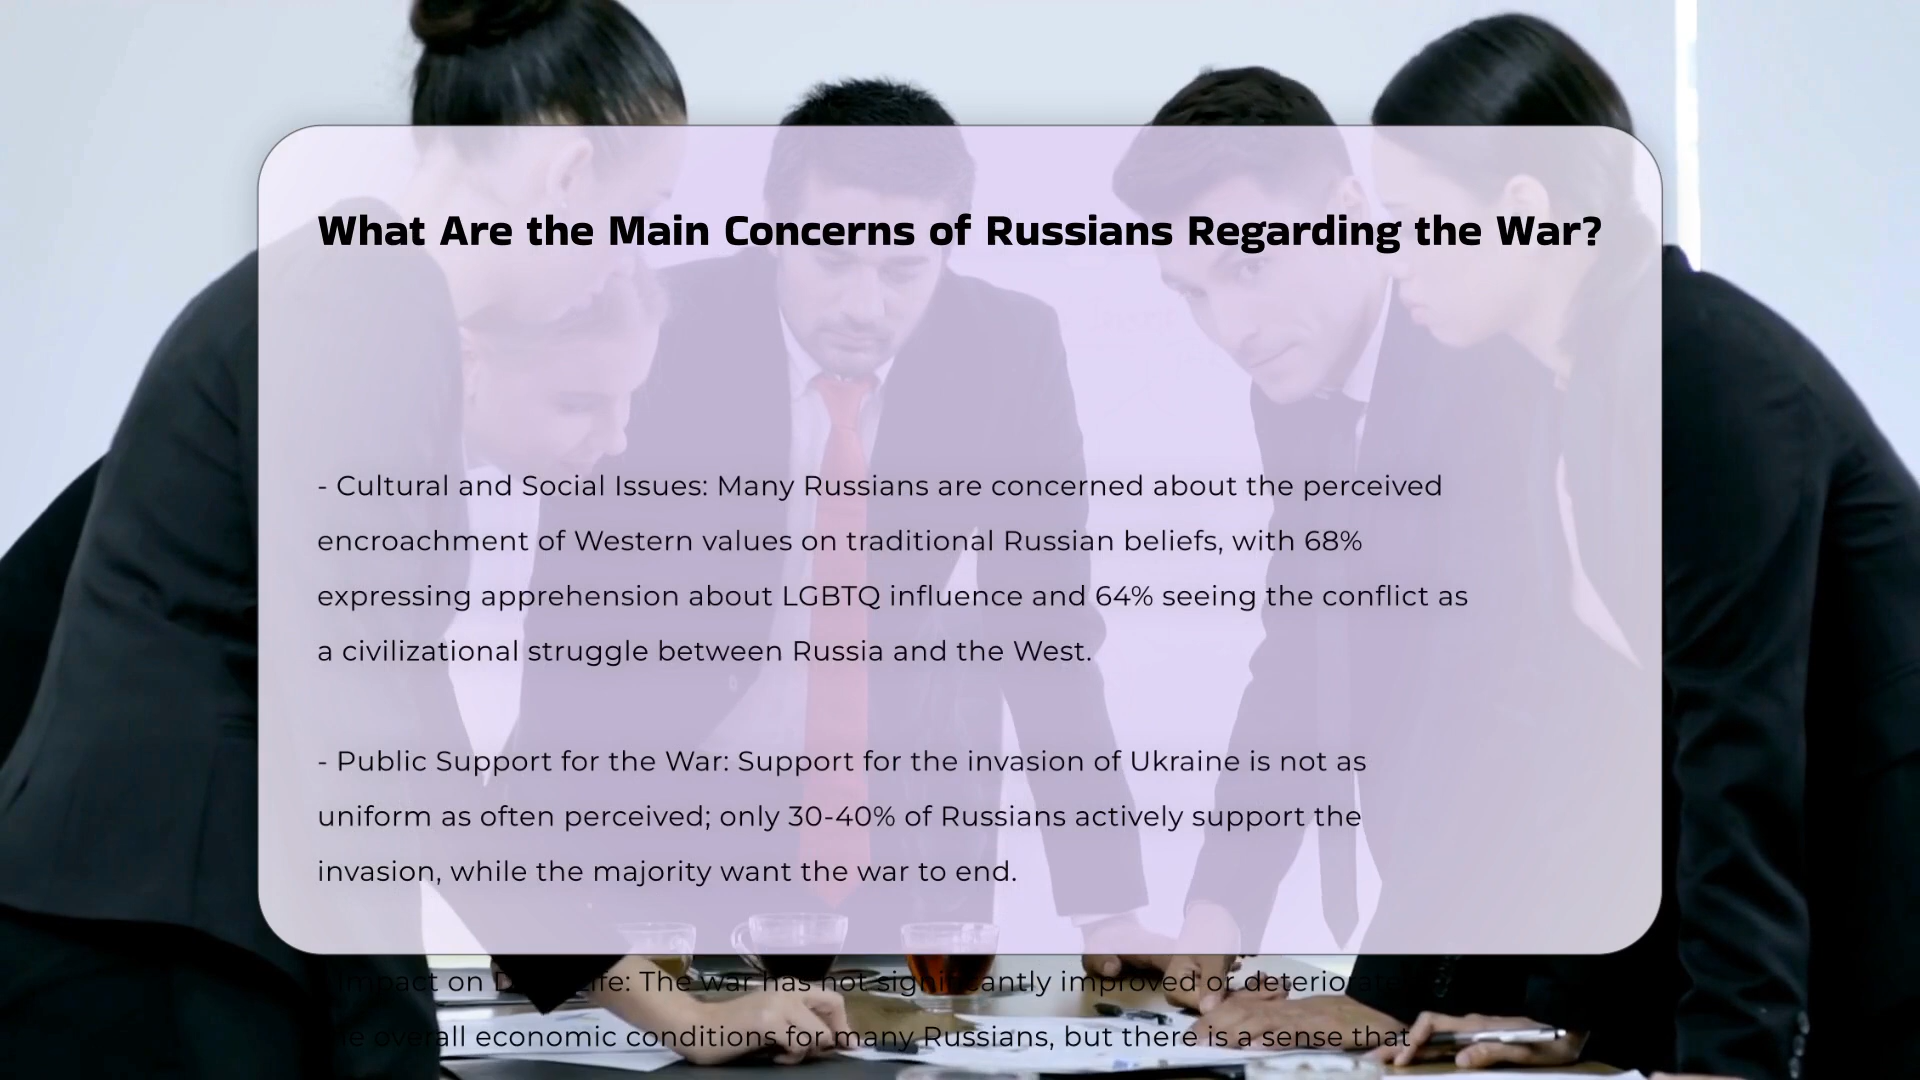 What Are the Main Concerns of Russians Regarding the War?
- Cultural and Social Issues: Many Russians are concerned about the perceived
encroachment of Western values on traditional Russian beliefs, with 68%
expressing apprehension about LGBTQ influence and 64% seeing the conflict as
a civilizational struggle between Russia and the West.
- Public Support for the War: Support for the invasion of Ukraine is not as
uniform as often perceived; only 30-40% of Russians actively support the
invasion, while the majority want the war to end.
Impact on Life: The war has not significantly improved or deteriorated
the overall economic conditions for many Russians, but there is a sense that